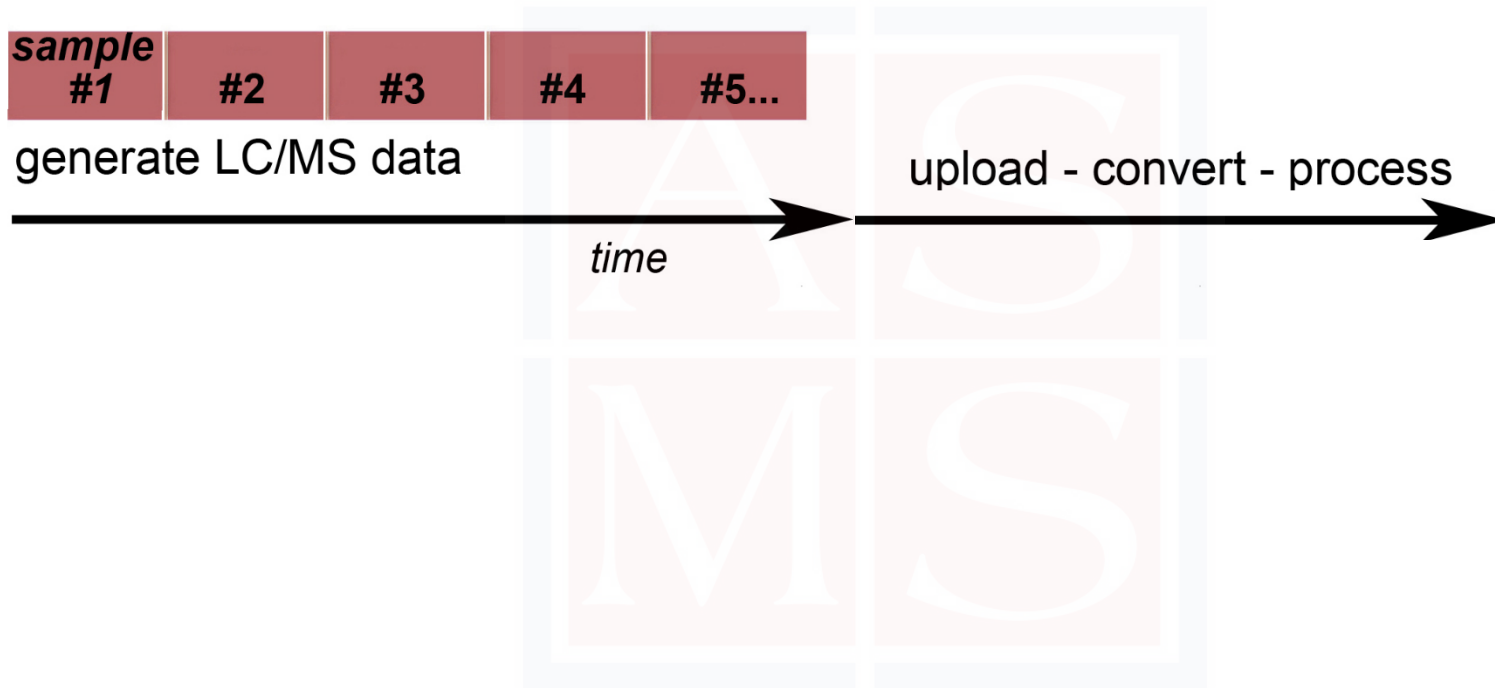 sample
#1 #2 #3 #4 #5...
generate LC/MS data
upload - convert - process
time
A S
M S